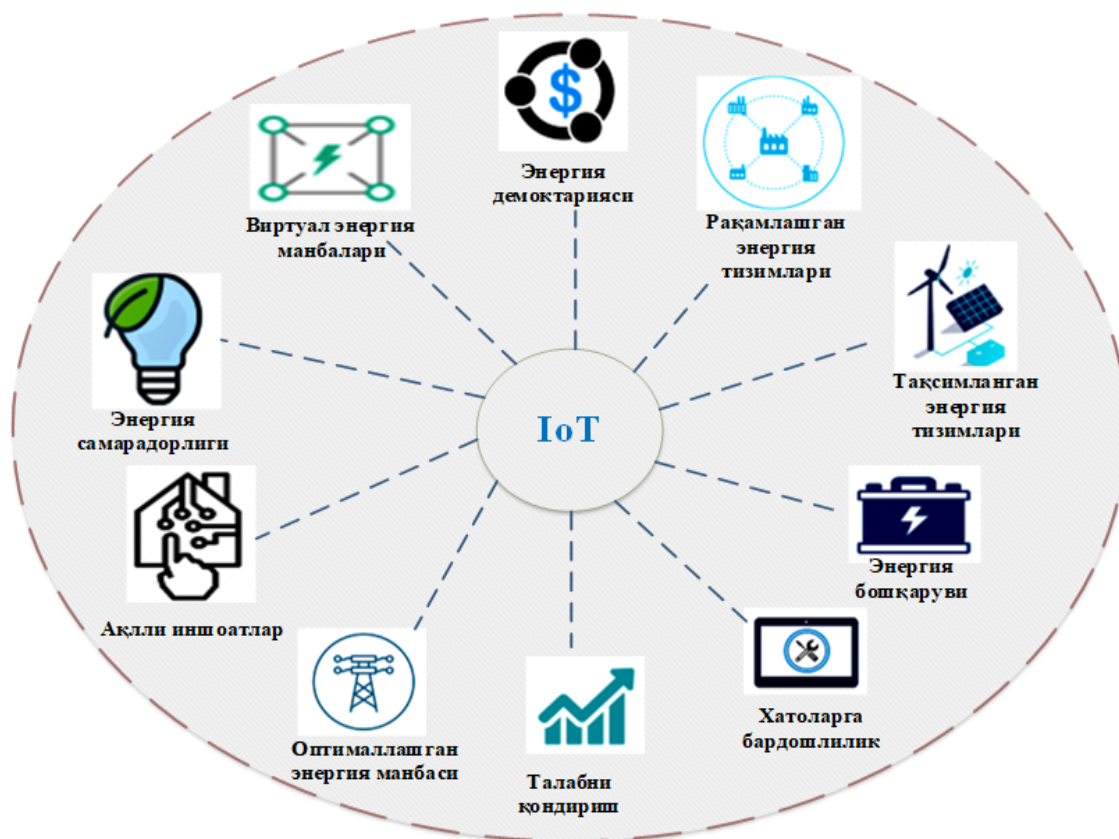 Энергия
демоктарияси
Виртуал энергия
манбалари
Рақамлашган
энергия
тизимлари
Энергия
самарадорлиги
IoT
Тақсимланган
энергия
тизимлари
Ақлли иншоатлар
Энергия
бошқаруви
Оптималлашган
энергия манбаси
Талабни
қондириш
Хатоларга
бардошлилик